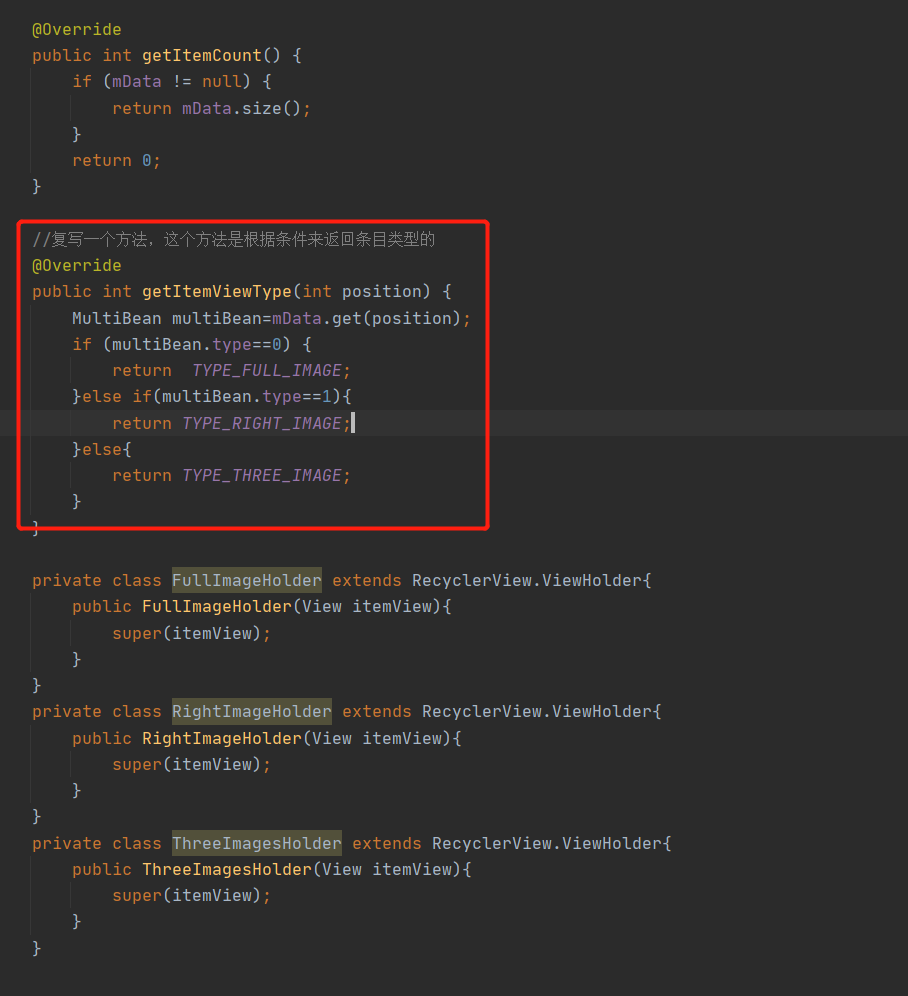 @Override
public int getItemCount() {
    if (mData != null) {
        return mData.size();
    }
    return 0;
}
//复写一个方法，这个方法是根据条件来返回条目类型的
@Override
public int getItemViewType(int position) {
    MultiBean multiBean=mData.get(position);
    if (multiBean.type==0) {
        return  TYPE_FULL_IMAGE;
    }else if(multiBean.type==1){
        return TYPE_RIGHT_IMAGE;
    }else{
        return TYPE_THREE_IMAGE;
    }
}
private class FullImageHolder extends RecyclerView.ViewHolder{
    public FullImageHolder(View itemView){
        super(itemView);
    }
}
private class RightImageHolder extends RecyclerView.ViewHolder{
    public RightImageHolder(View itemView){
        super(itemView);
    }
}
private class ThreeImagesHolder extends RecyclerView.ViewHolder{
    public ThreeImagesHolder(View itemView){
        super(itemView);
    }
}